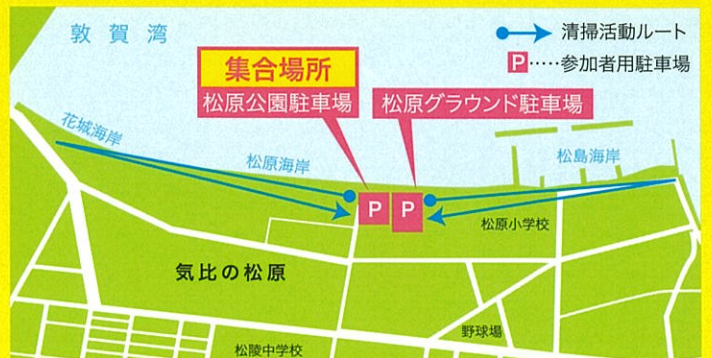 敦賀湾
清掃活動ルート
P……参加者用駐車場
集合場所
松原公園駐車場
松原グラウンド駐車場
花城海岸
松原海岸
松島海岸
P
P
松原小学校
気比の松原
野球場
松陵中学校